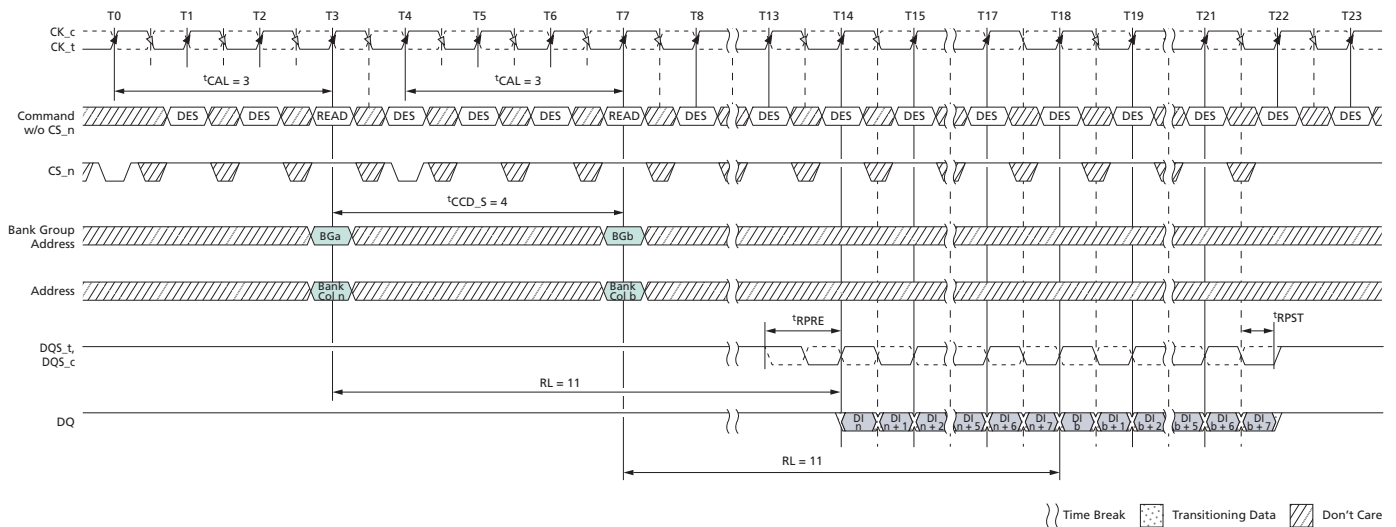 T0 T1 T2 T3 T4 T5 T6 T7 T8 T13 T14 T15 T17 T18 T19 T21 T22 T23
CK_c
CK_t
tCAL = 3 tCAL = 3
Command
w/o CS_n
DES DES READ DES DES DES READ DES DES DES DES DES DES DES DES DES DES
CS_n
tCCD_S = 4
Bank Group
Address
BGa BGb
Address
Bank
Col n
Bank
Col b
tRPRE tRPST
DQS_t,
DQS_c
RL = 11
DQ
DI
n
DI
n + 1
DI
n + 2
DI
n + 5
DI
n + 6
DI
n + 7
DI
b
DI
b + 1
DI
b + 2
DI
b + 5
DI
b + 6
DI
b + 7
RL = 11
Time Break Transitioning Data Don't Care